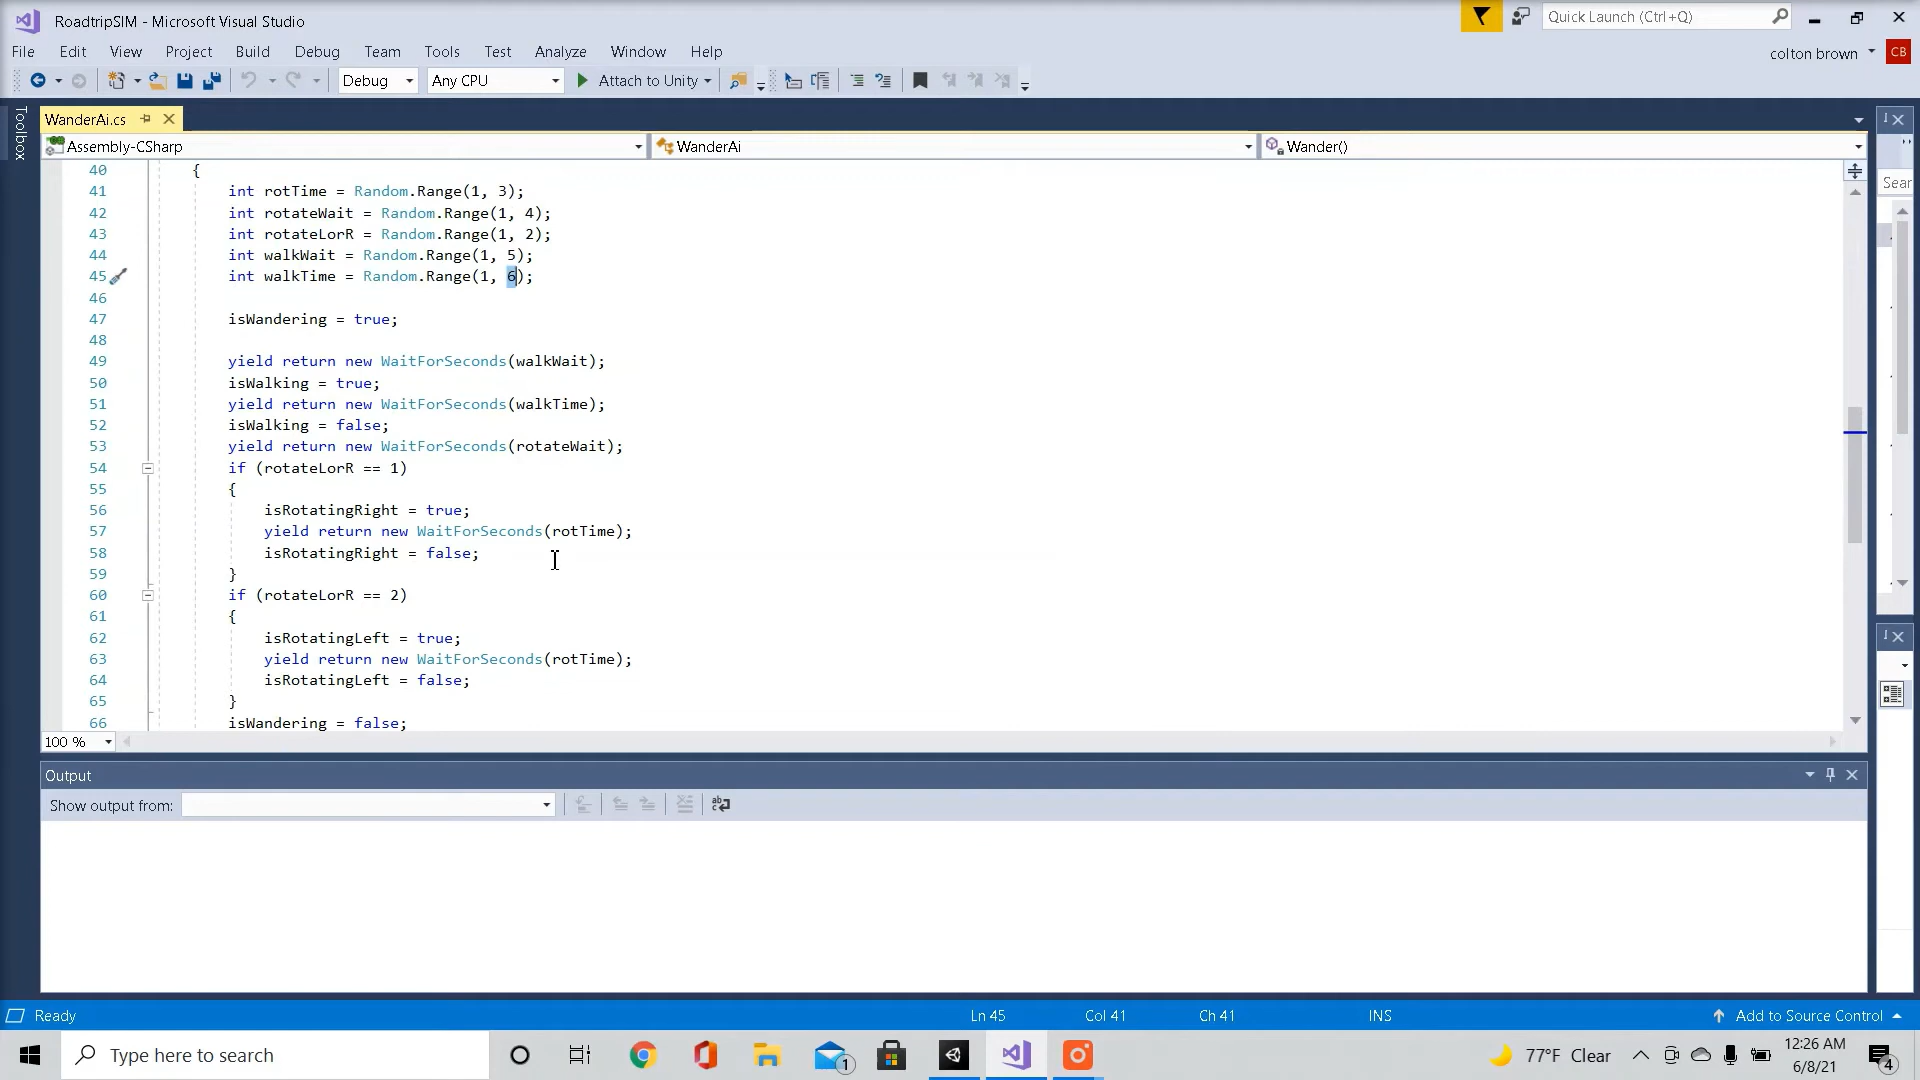 RoadtripSIM - Microsoft Visual Studio
Quick Launch (Ctrl+Q)
File Edit View Project Build Debug Team Tools Test Analyze Window Help
colton brown CB
Debug Any CPU Attach to Unity
Toolbox
WanderAi.cs
Assembly-CSharp WanderAi Wander()
Sear
40 {
41 int rotTime = Random.Range(1, 3);
42 int rotateWait = Random.Range(1, 4);
43 int rotateLorR = Random.Range(1, 2);
44 int walkWait = Random.Range(1, 5);
45 int walkTime = Random.Range(1, 6);
46
47 isWandering = true;
48
49 yield return new WaitForSeconds(walkWait);
50 isWalking = true;
51 yield return new WaitForSeconds(walkTime);
52 isWalking = false;
53 yield return new WaitForSeconds(rotateWait);
54 if (rotateLorR == 1)
55 {
56 isRotatingRight = true;
57 yield return new WaitForSeconds(rotTime);
58 isRotatingRight = false;
59 }
60 if (rotateLorR == 2)
61 {
62 isRotatingLeft = true;
63 yield return new WaitForSeconds(rotTime);
64 isRotatingLeft = false;
65 }
66 isWandering = false;
100 %
Output
Show output from:
Ready Ln 45 Col 41 Ch 41 INS Add to Source Control
Type here to search 1 77°F Clear 12:26 AM
6/8/21 4